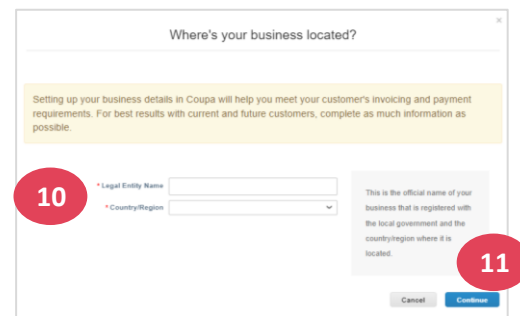 ×
Where's your business located?
Setting up your business details in Coupa will help you meet your customer's invoicing and payment
requirements. For best results with current and future customers, complete as much information as
possible.
10
* Legal Entity Name
* Country/Region
This is the official name of your
business that is registered with
the local government and the
country/region where it is
located.
11
Cancel
Continue